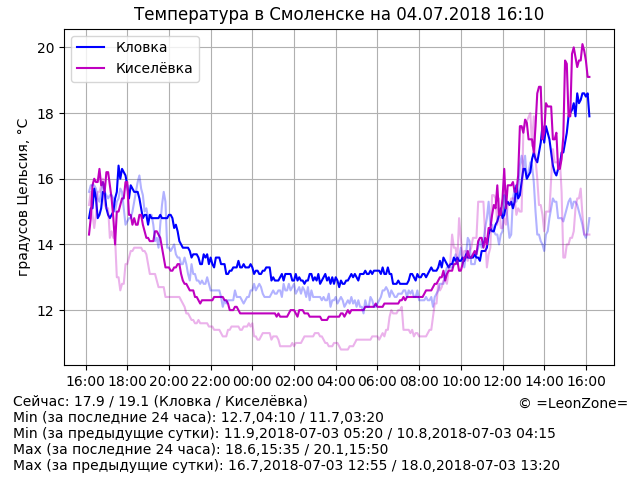 Температура в Смоленске на 04.07.2018 16:10
Кловка
Киселёвка
градусов Цельсия, °C
20
18
16
14
12
16:00 18:00 20:00 22:00 00:00 02:00 04:00 06:00 08:00 10:00 12:00 14:00 16:00
Сейчас: 17.9 / 19.1 (Кловка / Киселёвка)
© =LeonZone=
Min (за последние 24 часа): 12.7,04:10 / 11.7,03:20
Min (за предыдущие сутки): 11.9,2018-07-03 05:20 / 10.8,2018-07-03 04:15
Max (за последние 24 часа): 18.6,15:35 / 20.1,15:50
Max (за предыдущие сутки): 16.7,2018-07-03 12:55 / 18.0,2018-07-03 13:20